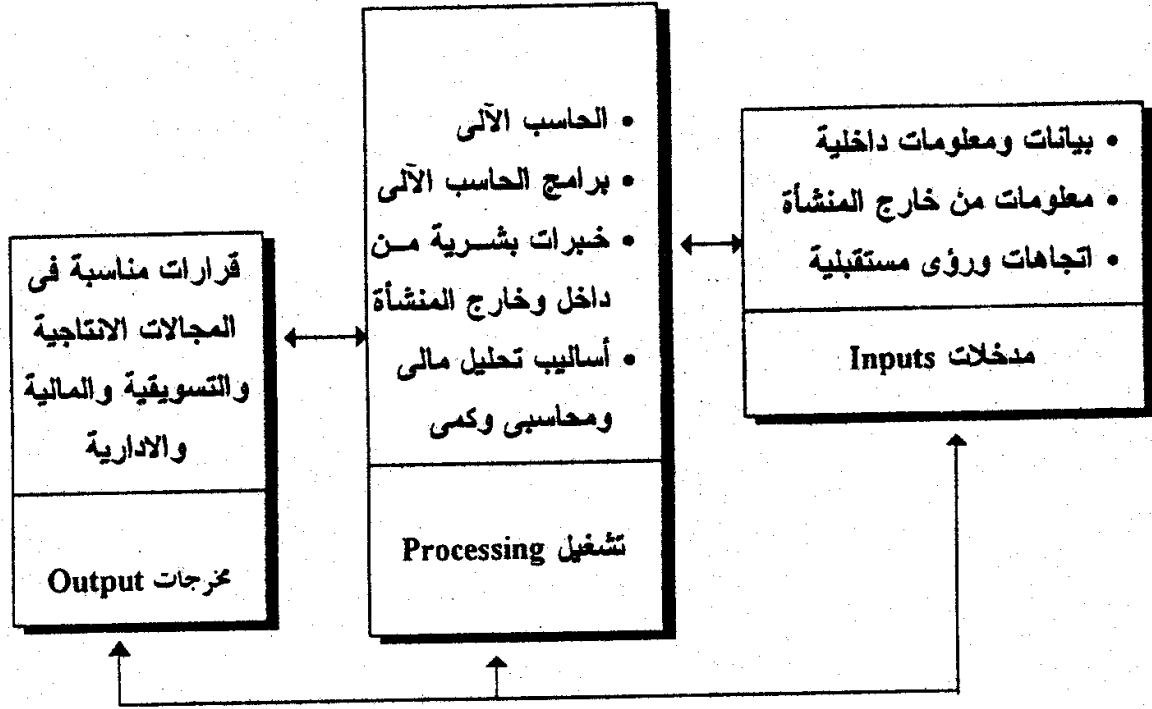 • بيانات ومعلومات داخلية
• معلومات من خارج المنشأة
• اتجاهات ورؤى مستقبلية
مدخلات Inputs
• الحاسب الآلى
• برامج الحاسب الآلى
• خبرات بشرية من
داخل وخارج المنشأة
• أساليب تحليل مالى
ومحاسبى وكمى
تشغيل Processing
قرارات مناسبة فى
المجالات الانتاجية
والتسويقية والمالية
والادارية
مخرجات Output